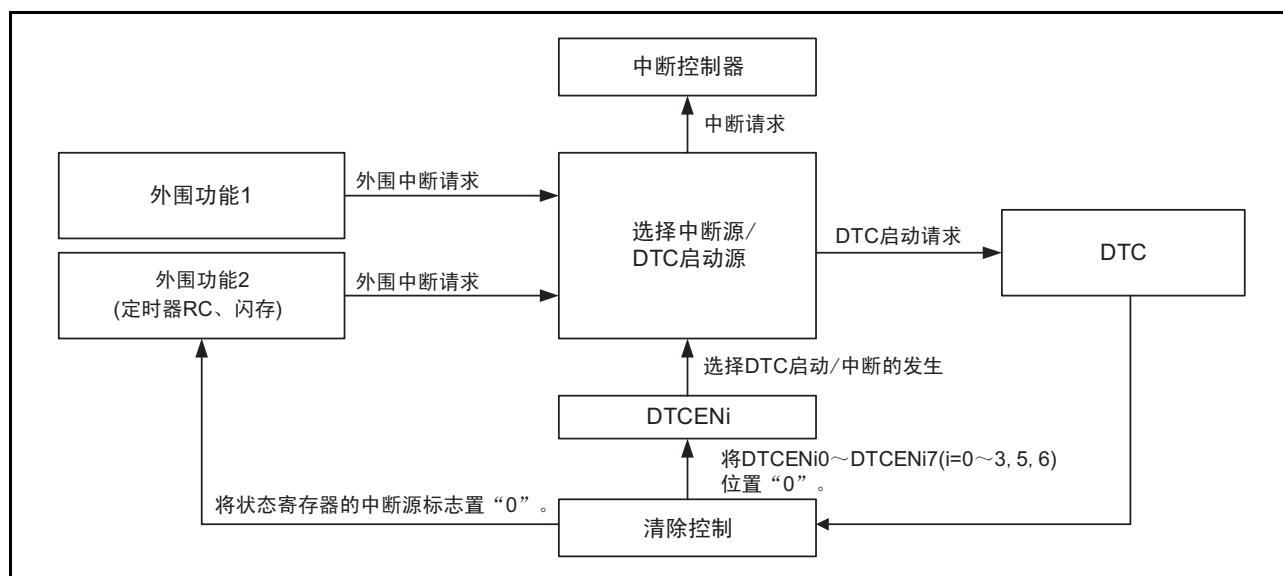 中断控制器
中断请求
外围功能1
外围中断请求
选择中断源/
DTC启动源
DTC启动请求
DTC
外围功能2
(定时器RC、闪存)
外围中断请求
选择DTC启动/中断的发生
DTCENi
将DTCENi0～DTCENi7(i=0～3, 5, 6)
位置“0”。
将状态寄存器的中断源标志置“0”。
清除控制